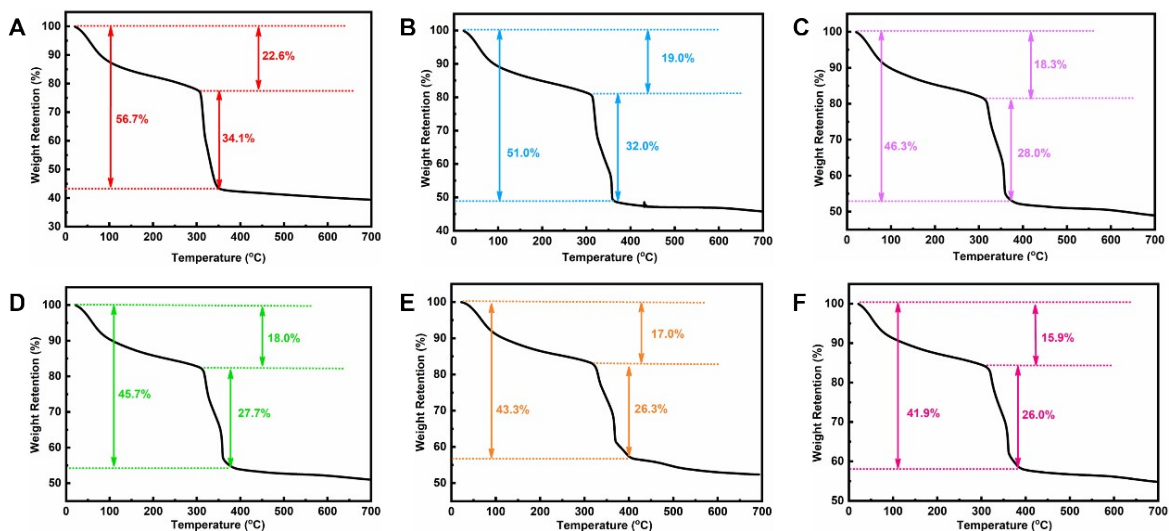 A
Weight Retention (%)
100
90
80
70
60
50
40
30
22.6%
56.7%
34.1%
0 100 200 300 400 500 600 700
Temperature (°C)
B
Weight Retention (%)
100
90
80
70
60
50
40
19.0%
51.0%
32.0%
0 100 200 300 400 500 600 700
Temperature (°C)
C
Weight Retention (%)
100
90
80
70
60
50
18.3%
46.3%
28.0%
0 100 200 300 400 500 600 700
Temperature (°C)
D
Weight Retention (%)
100
90
80
70
60
50
18.0%
45.7%
27.7%
0 100 200 300 400 500 600 700
Temperature (°C)
E
Weight Retention (%)
100
90
80
70
60
50
17.0%
43.3%
26.3%
0 100 200 300 400 500 600 700
Temperature (°C)
F
Weight Retention (%)
100
90
80
70
60
50
15.9%
41.9%
26.0%
0 100 200 300 400 500 600 700
Temperature (°C)